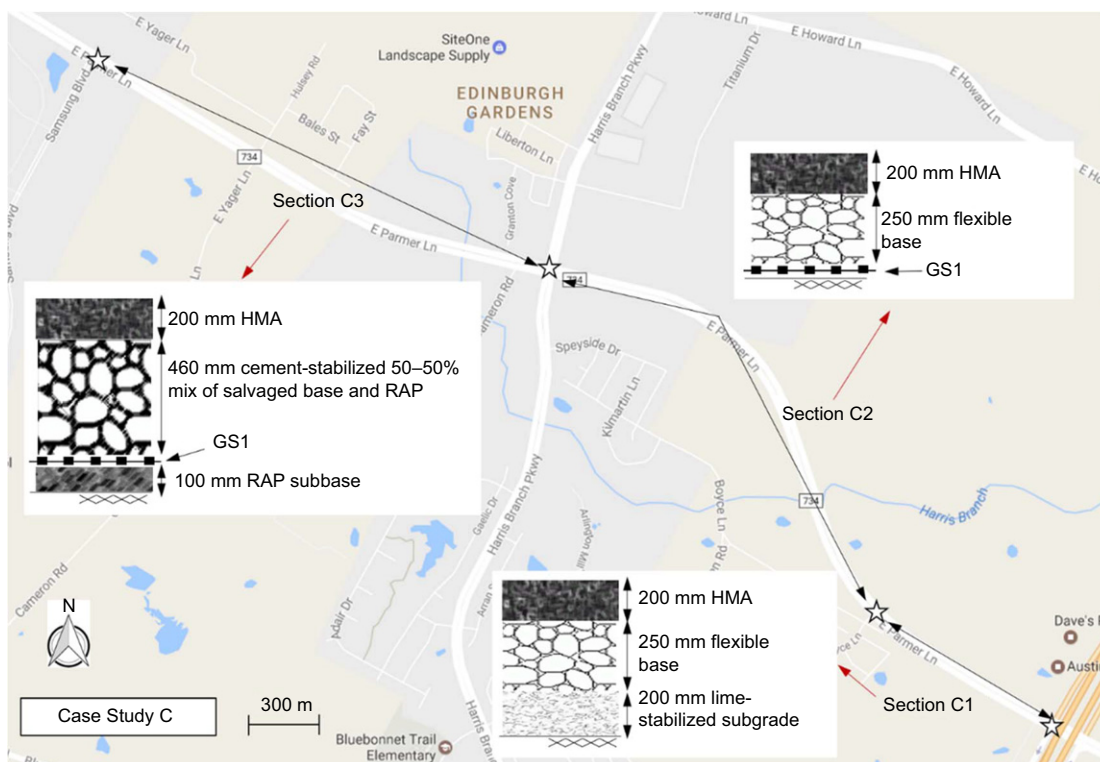 E Yager Ln
E Parmer Ln
Samsung Blvd
Hulsey Rd
Bales St
Fay St
734
E Yager Ln
Section C3
SiteOne
Landscape Supply
EDINBURGH
GARDENS
Liberton Ln
Harris Branch Pkwy
Titanium Dr
E Howard Ln
E Howard Ln
E Howard Ln
Granton Cove
E Parmer Ln
734
200 mm HMA
250 mm flexible
base
GS1
200 mm HMA
460 mm cement-stabilized 50–50%
mix of salvaged base and RAP
GS1
100 mm RAP subbase
Speyside Dr
Kilmartin Ln
E Parmer Ln
Section C2
734
Harris Branch
Boyce Ln
Harris Branch Pkwy
Gaelic Dr
Adair Dr
Cameron Rd
N
Case Study C
300 m
200 mm HMA
250 mm flexible
base
200 mm lime-
stabilized subgrade
E Parmer Ln
Section C1
Dave's
Austin
Bluebonnet Trail
Elementary